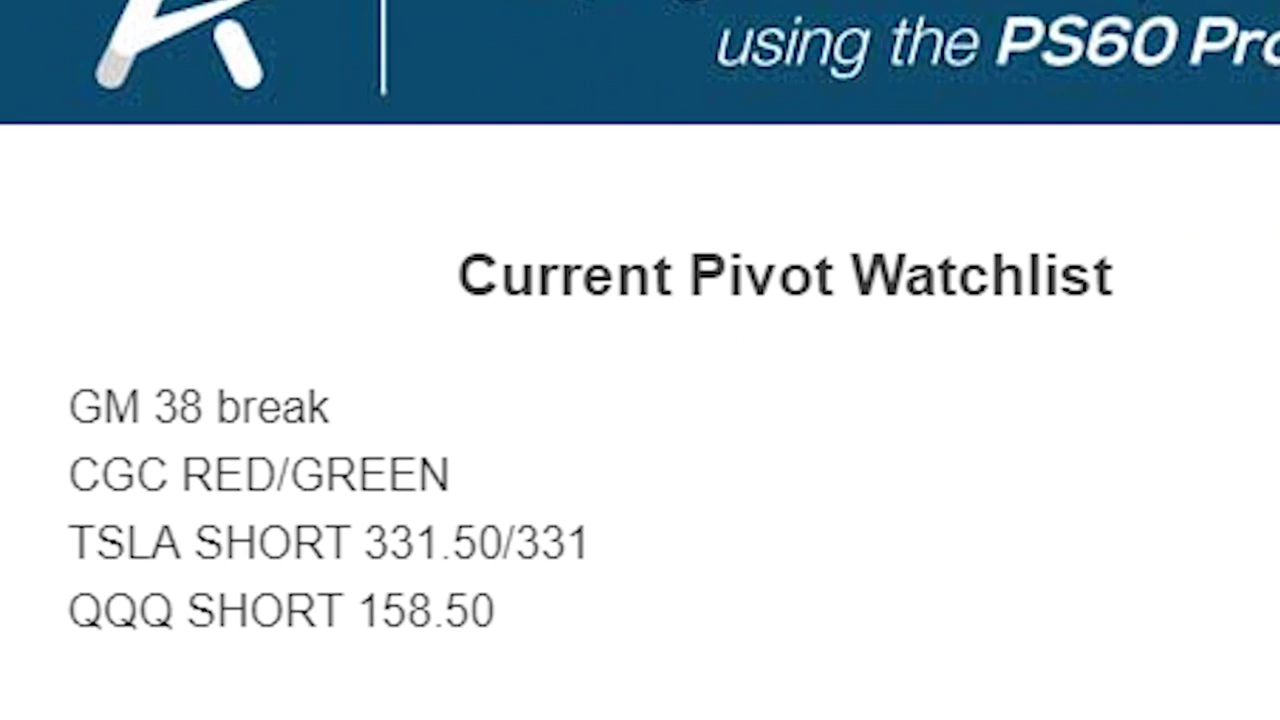 using the PS60
Current Pivot Watchlist
GM 38 break
CGC RED/GREEN
TSLA SHORT 331.50/331
QQQ SHORT 158.50